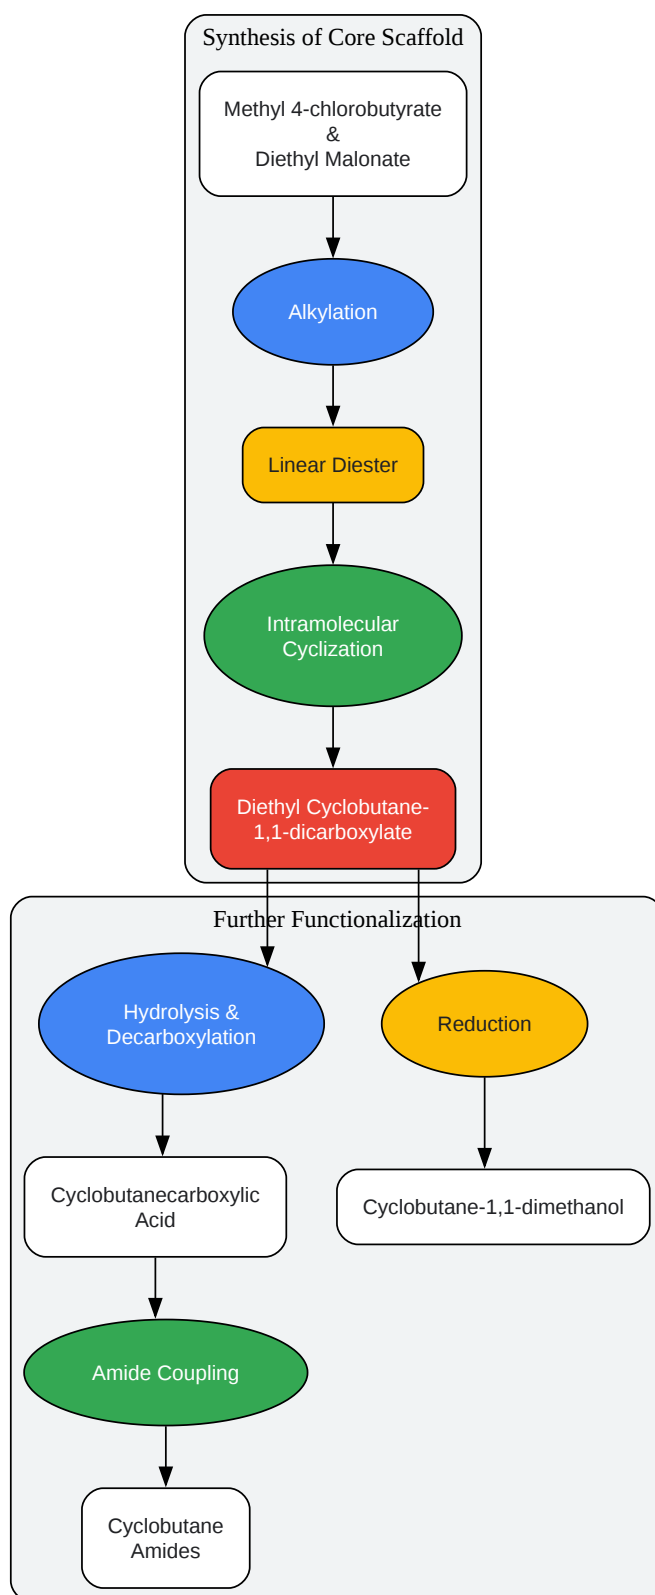 Synthesis of Core Scaffold
Methyl 4-chlorobutyrate
&
Diethyl Malonate
Alkylation
Linear Diester
Intramolecular
Cyclization
Diethyl Cyclobutane-
1,1-dicarboxylate
Further Functionalization
Hydrolysis &
Decarboxylation
Reduction
Cyclobutanecarboxylic
Acid
Cyclobutane-1,1-dimethanol
Amide Coupling
Cyclobutane
Amides